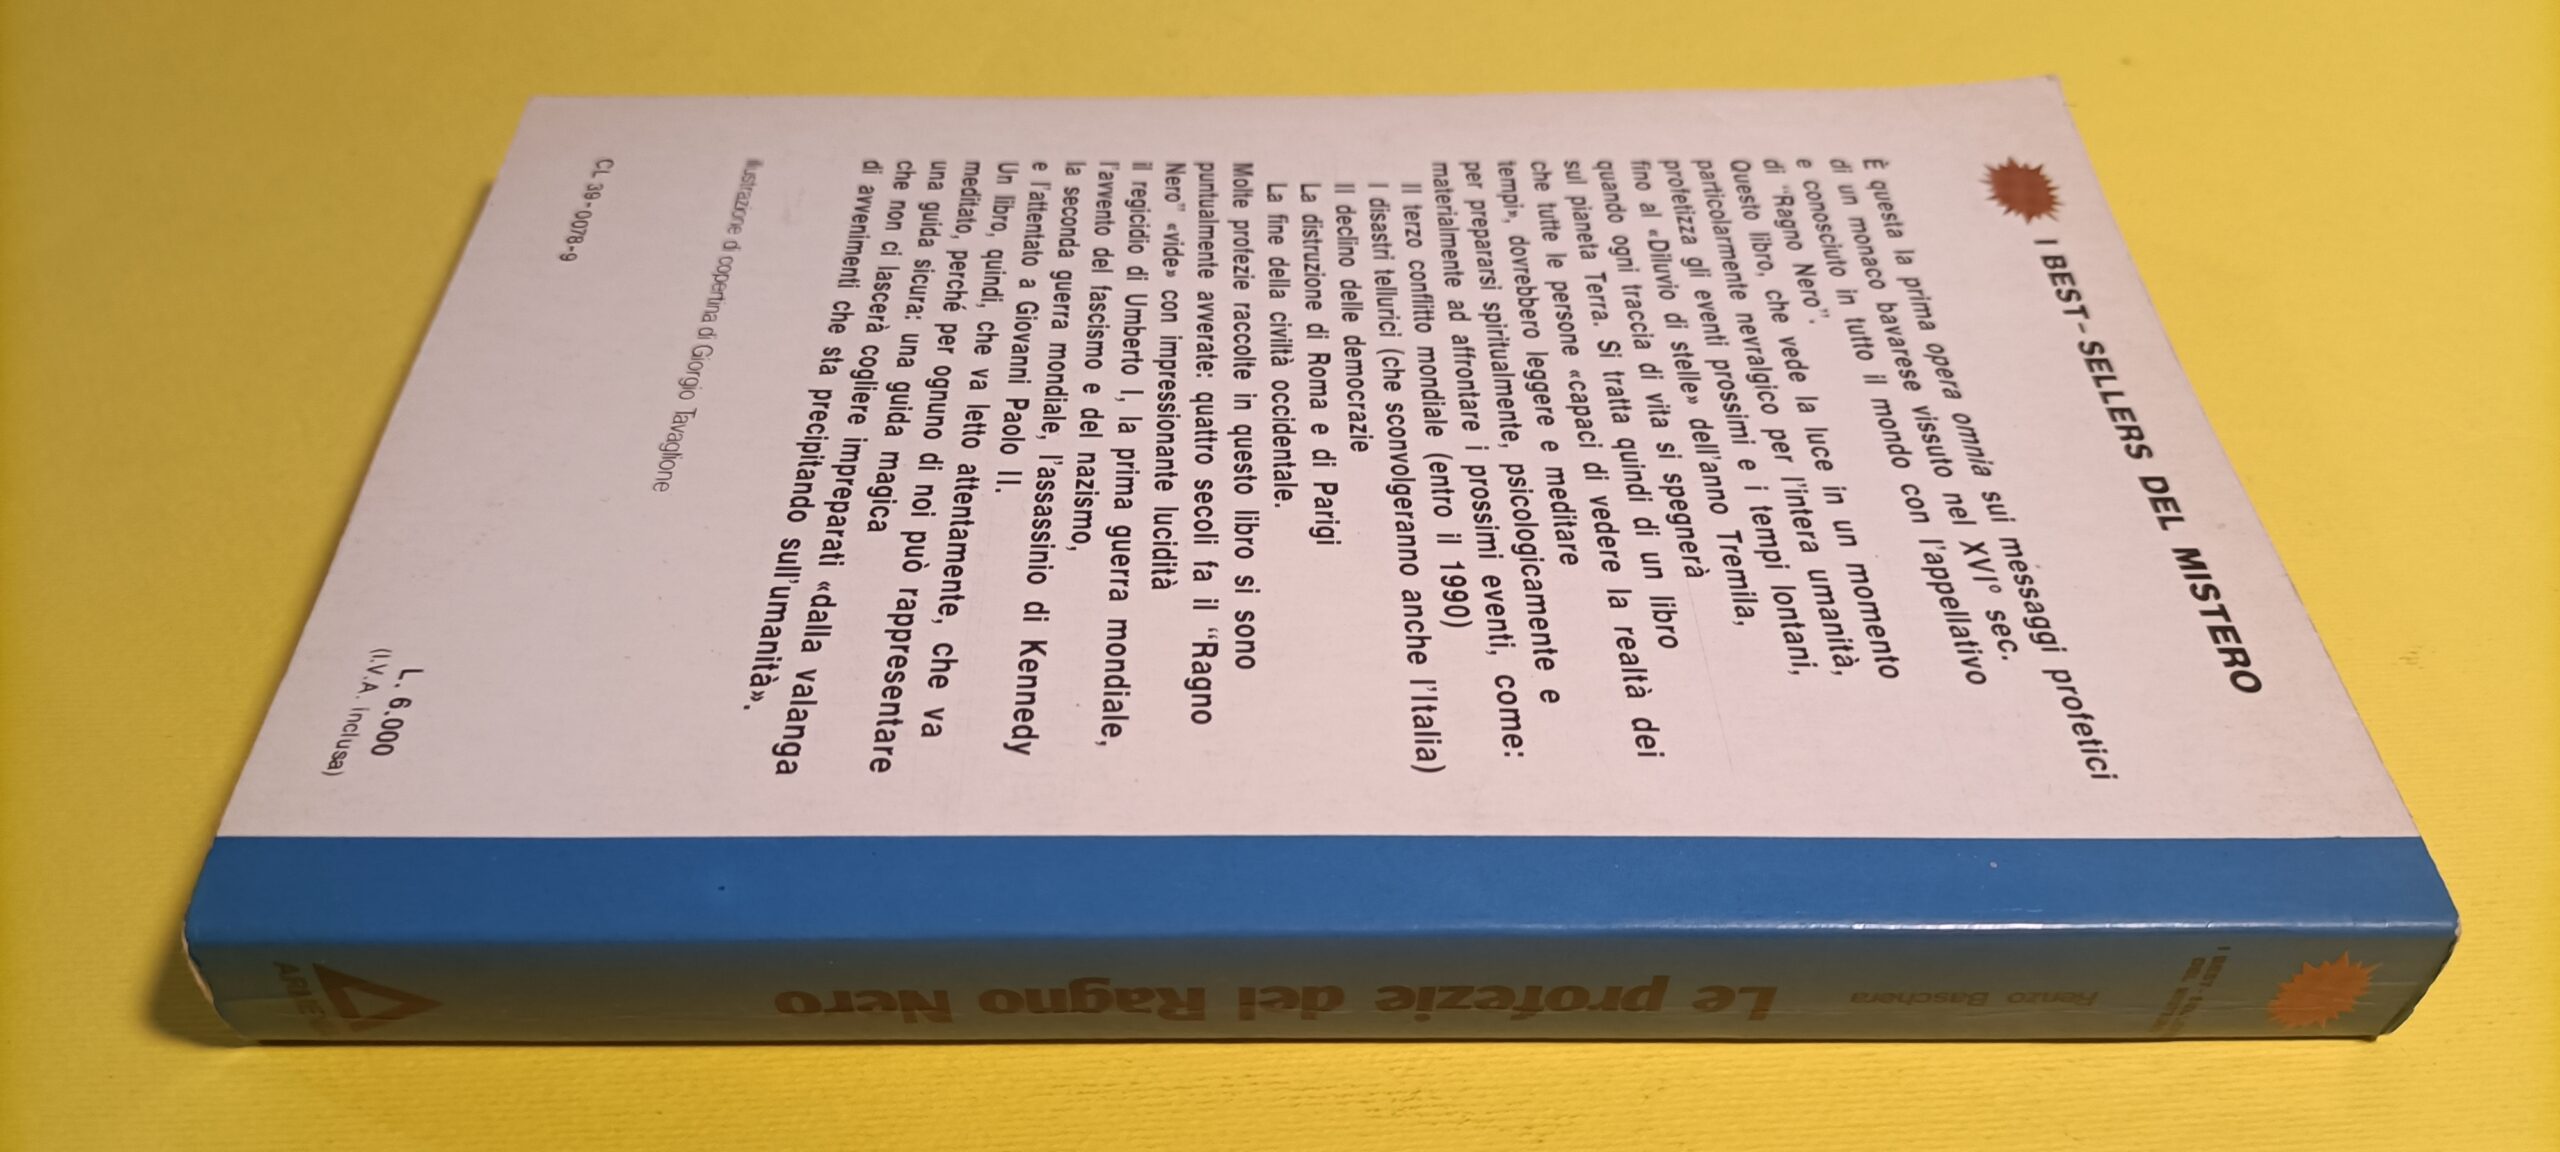 I BEST-SELLERS DEL MISTERO
È questa la prima opera omnia sui messaggi profetici
di un monaco bavarese vissuto nel XVI° sec.
e conosciuto in tutto il mondo con l'appellativo
di "Ragno Nero".
Questo libro, che vede la luce in un momento
particolarmente nevralgico per l'intera umanità,
profetizza gli eventi prossimi e i tempi lontani,
fino al «Diluvio di stelle» dell'anno Tremila,
quando ogni traccia di vita si spegnerà
sul pianeta Terra. Si tratta quindi di un libro
che tutte le persone «capaci di vedere la realtà dei
tempi», dovrebbero leggere e meditare
per prepararsi spiritualmente, psicologicamente e
materialmente ad affrontare i prossimi eventi, come:
Il terzo conflitto mondiale (entro il 1990)
I disastri tellurici (che sconvolgeranno anche l'Italia)
Il declino delle democrazie
La distruzione di Roma e di Parigi
La fine della civiltà occidentale.
Molte profezie raccolte in questo libro si sono
puntualmente avverate: quattro secoli fa il "Ragno
Nero" «vide» con impressionante lucidità
il regicidio di Umberto I, la prima guerra mondiale,
l'avvento del fascismo e del nazismo,
la seconda guerra mondiale, l'assassinio di Kennedy
e l'attentato a Giovanni Paolo II.
Un libro, quindi, che va letto attentamente, che va
meditato, perché per ognuno di noi può rappresentare
una guida sicura: una guida magica
che non ci lascerà cogliere impreparati «dalla valanga
di avvenimenti che sta precipitando sull'umanità».
illustrazione di copertina di Giorgio Tavaglione
CL 39-0078-9
L. 6.000
(I.V.A. inclusa)
Renzo Baschera
Le profezie del Ragno Nero